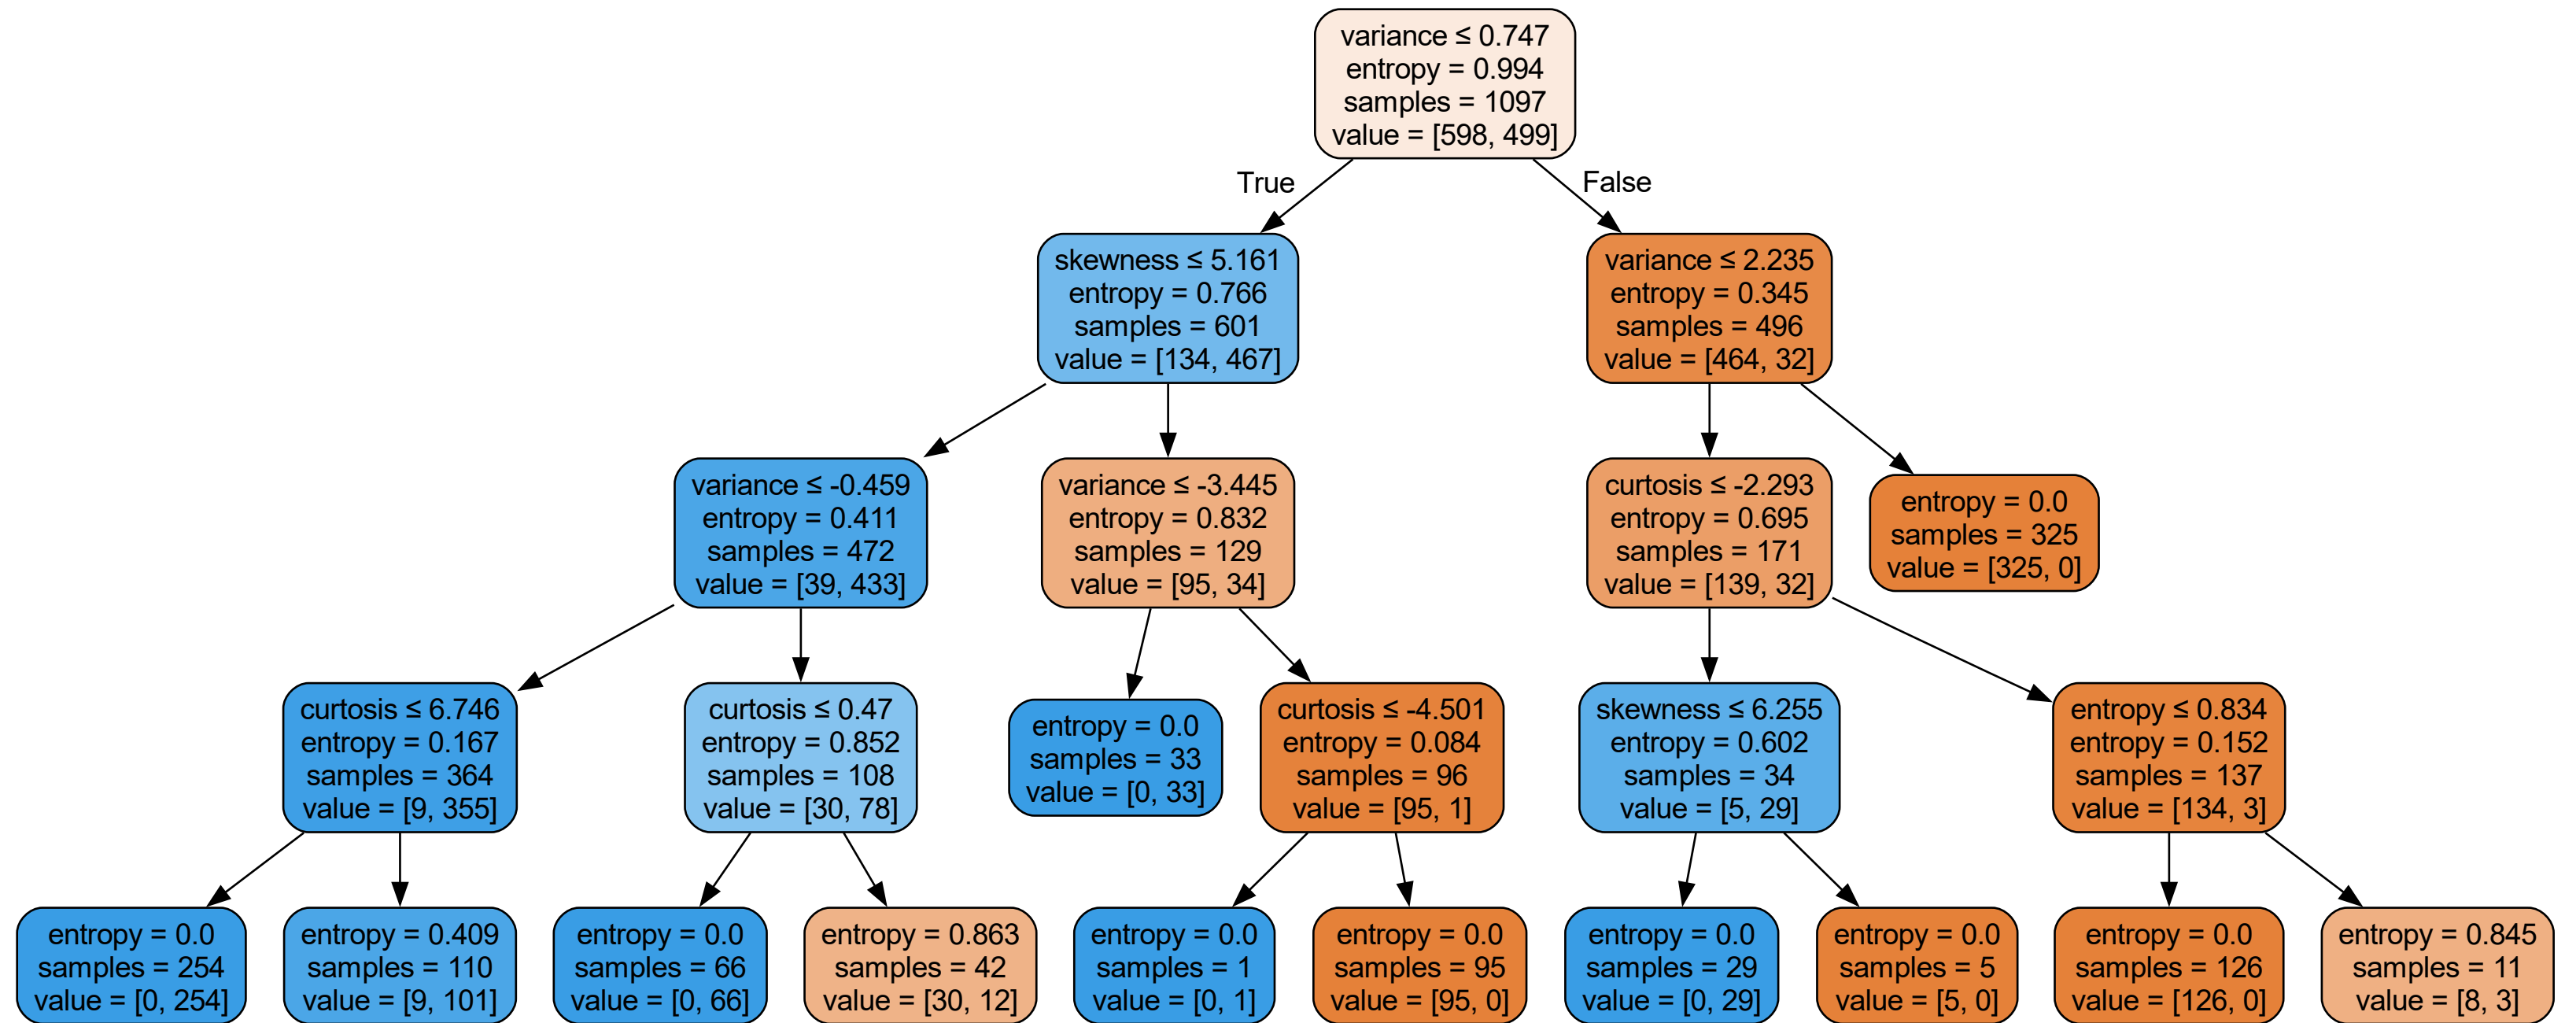 variance ≤ 0.747
entropy = 0.994
samples = 1097
value = [598, 499]
True
False
skewness ≤ 5.161
entropy = 0.766
samples = 601
value = [134, 467]
variance ≤ 2.235
entropy = 0.345
samples = 496
value = [464, 32]
variance ≤ -0.459
entropy = 0.411
samples = 472
value = [39, 433]
variance ≤ -3.445
entropy = 0.832
samples = 129
value = [95, 34]
curtosis ≤ -2.293
entropy = 0.695
samples = 171
value = [139, 32]
entropy = 0.0
samples = 325
value = [325, 0]
curtosis ≤ 6.746
entropy = 0.167
samples = 364
value = [9, 355]
curtosis ≤ 0.47
entropy = 0.852
samples = 108
value = [30, 78]
entropy = 0.0
samples = 33
value = [0, 33]
curtosis ≤ -4.501
entropy = 0.084
samples = 96
value = [95, 1]
skewness ≤ 6.255
entropy = 0.602
samples = 34
value = [5, 29]
entropy ≤ 0.834
entropy = 0.152
samples = 137
value = [134, 3]
entropy = 0.0
samples = 254
value = [0, 254]
entropy = 0.409
samples = 110
value = [9, 101]
entropy = 0.0
samples = 66
value = [0, 66]
entropy = 0.863
samples = 42
value = [30, 12]
entropy = 0.0
samples = 1
value = [0, 1]
entropy = 0.0
samples = 95
value = [95, 0]
entropy = 0.0
samples = 29
value = [0, 29]
entropy = 0.0
samples = 5
value = [5, 0]
entropy = 0.0
samples = 126
value = [126, 0]
entropy = 0.845
samples = 11
value = [8, 3]